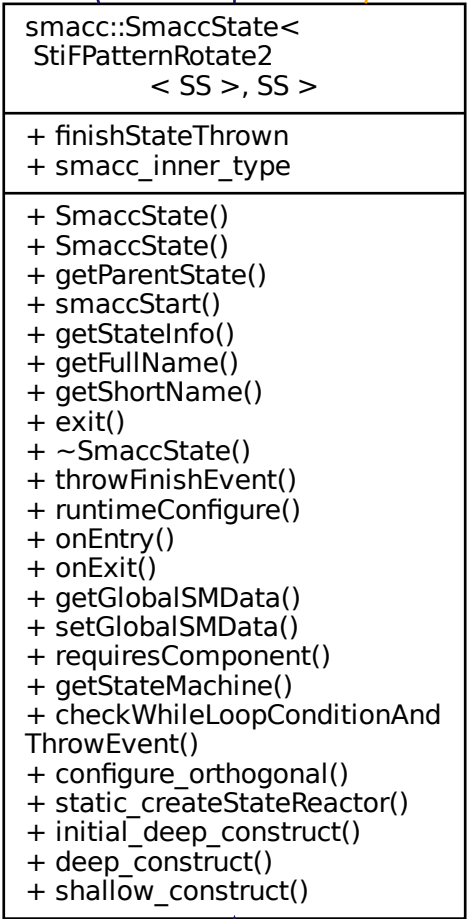 smacc::SmaccState<
StiFPatternRotate2
< SS >, SS >
+ finishStateThrown
+ smacc_inner_type
+ SmaccState()
+ SmaccState()
+ getParentState()
+ smaccStart()
+ getStateInfo()
+ getFullName()
+ getShortName()
+ exit()
+ ~SmaccState()
+ throwFinishEvent()
+ runtimeConfigure()
+ onEntry()
+ onExit()
+ getGlobalSMData()
+ setGlobalSMData()
+ requiresComponent()
+ getStateMachine()
+ checkWhileLoopConditionAnd
ThrowEvent()
+ configure_orthogonal()
+ static_createStateReactor()
+ initial_deep_construct()
+ deep_construct()
+ shallow_construct()